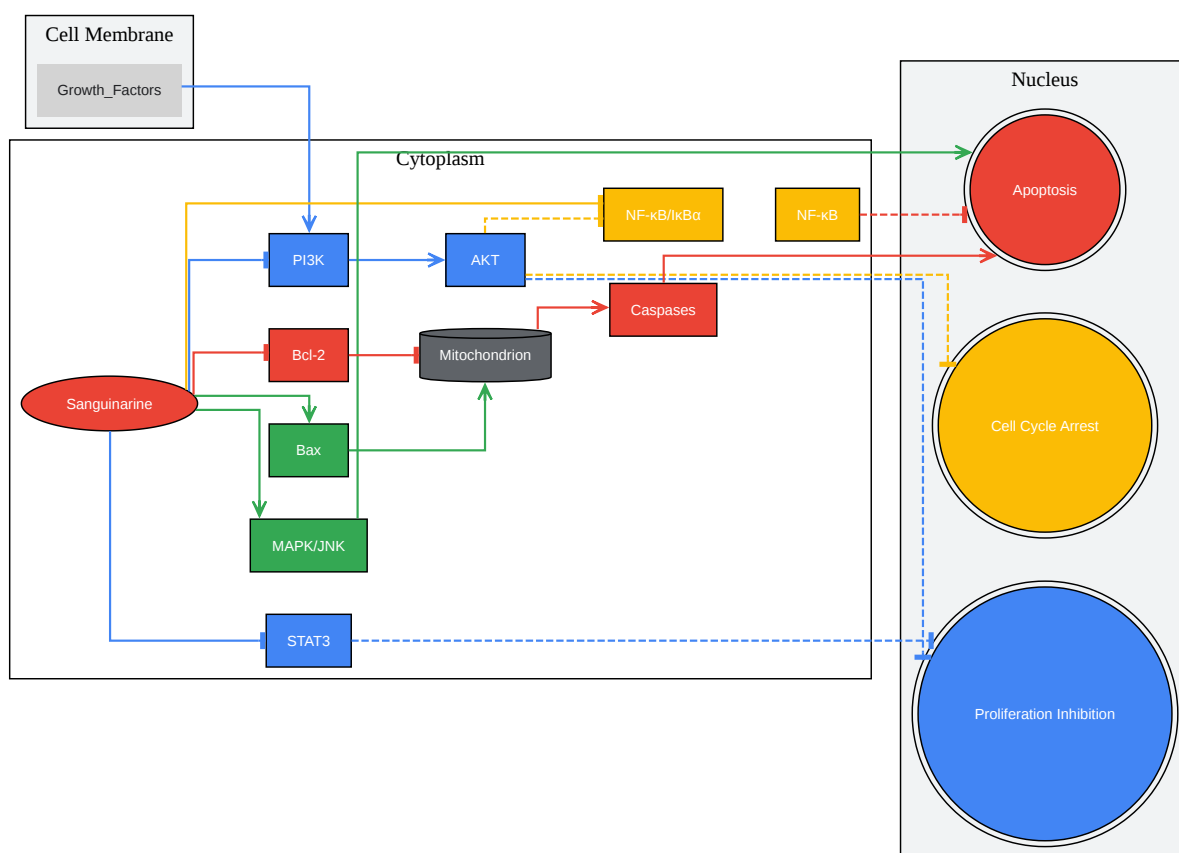 Cell Membrane
Growth_Factors
Nucleus
Cytoplasm
Apoptosis
NF-κB/IκBα
NF-κB
PI3K
AKT
Caspases
Bcl-2
Mitochondrion
Sanguinarine
Cell Cycle Arrest
Bax
MAPK/JNK
STAT3
Proliferation Inhibition